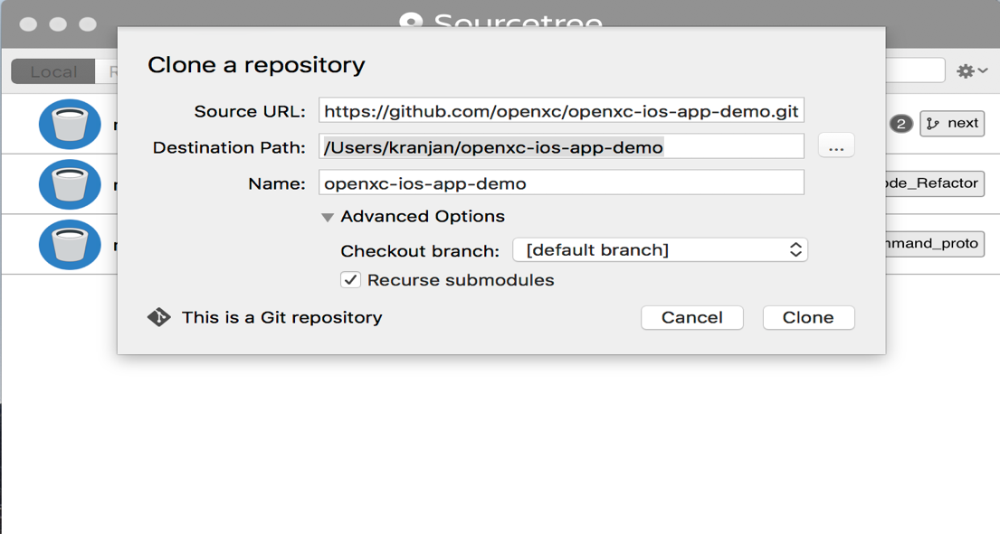 Sourcetree
Local
Clone a repository
Source URL: https://github.com/openxc/openxc-ios-app-demo.git
Destination Path: /Users/kranjan/openxc-ios-app-demo ...
Name: openxc-ios-app-demo
Advanced Options
Checkout branch: [default branch]
Recurse submodules
This is a Git repository Cancel Clone
2 next
ode_Refactor
mmand_proto